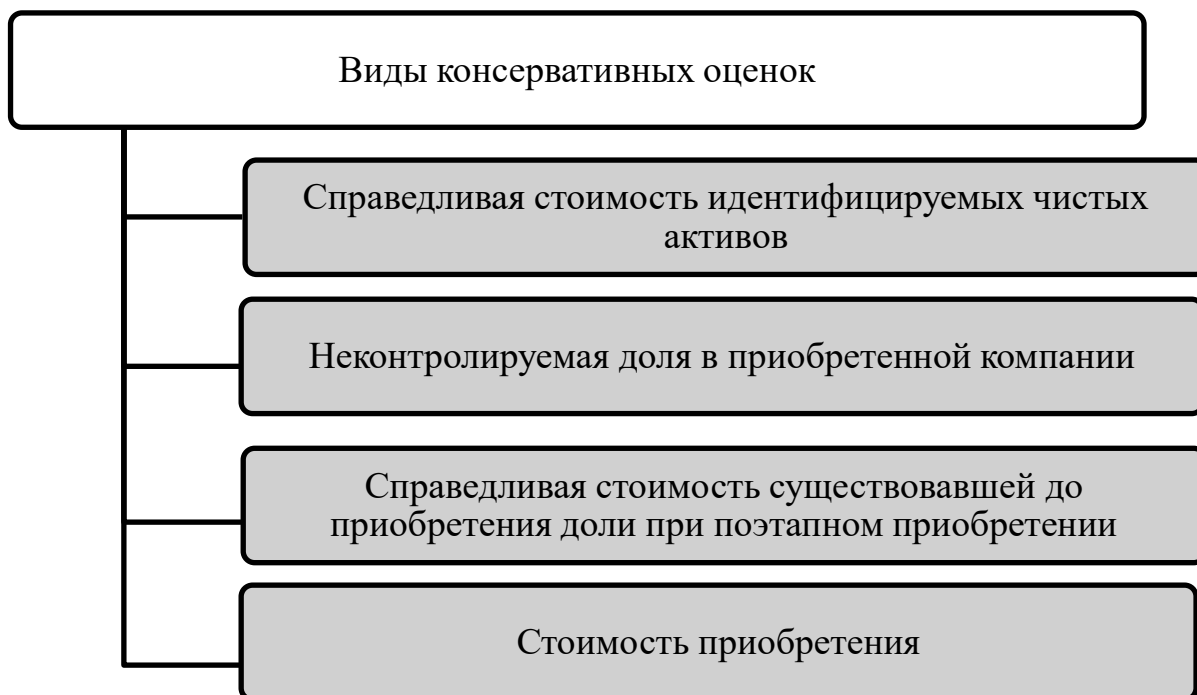 Виды консервативных оценок
Справедливая стоимость идентифицируемых чистых
активов
Неконтролируемая доля в приобретенной компании
Справедливая стоимость существовавшей до
приобретения доли при поэтапном приобретении
Стоимость приобретения